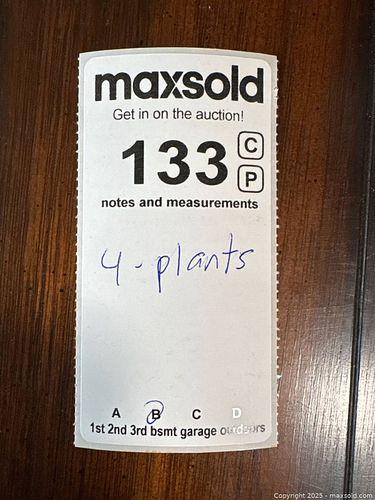 maxsold
Get in on the auction!
133 C
P
notes and measurements
4 - plants
A B C D
1st 2nd 3rd bsmt garage outdoors
Copyright 2025 - maxsold.com